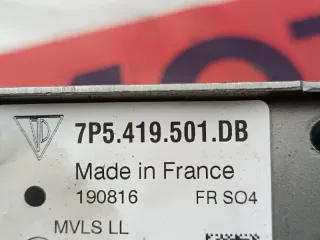 7P5.419.501.DB
Made in France
190816 FR SO4
MVLS LL